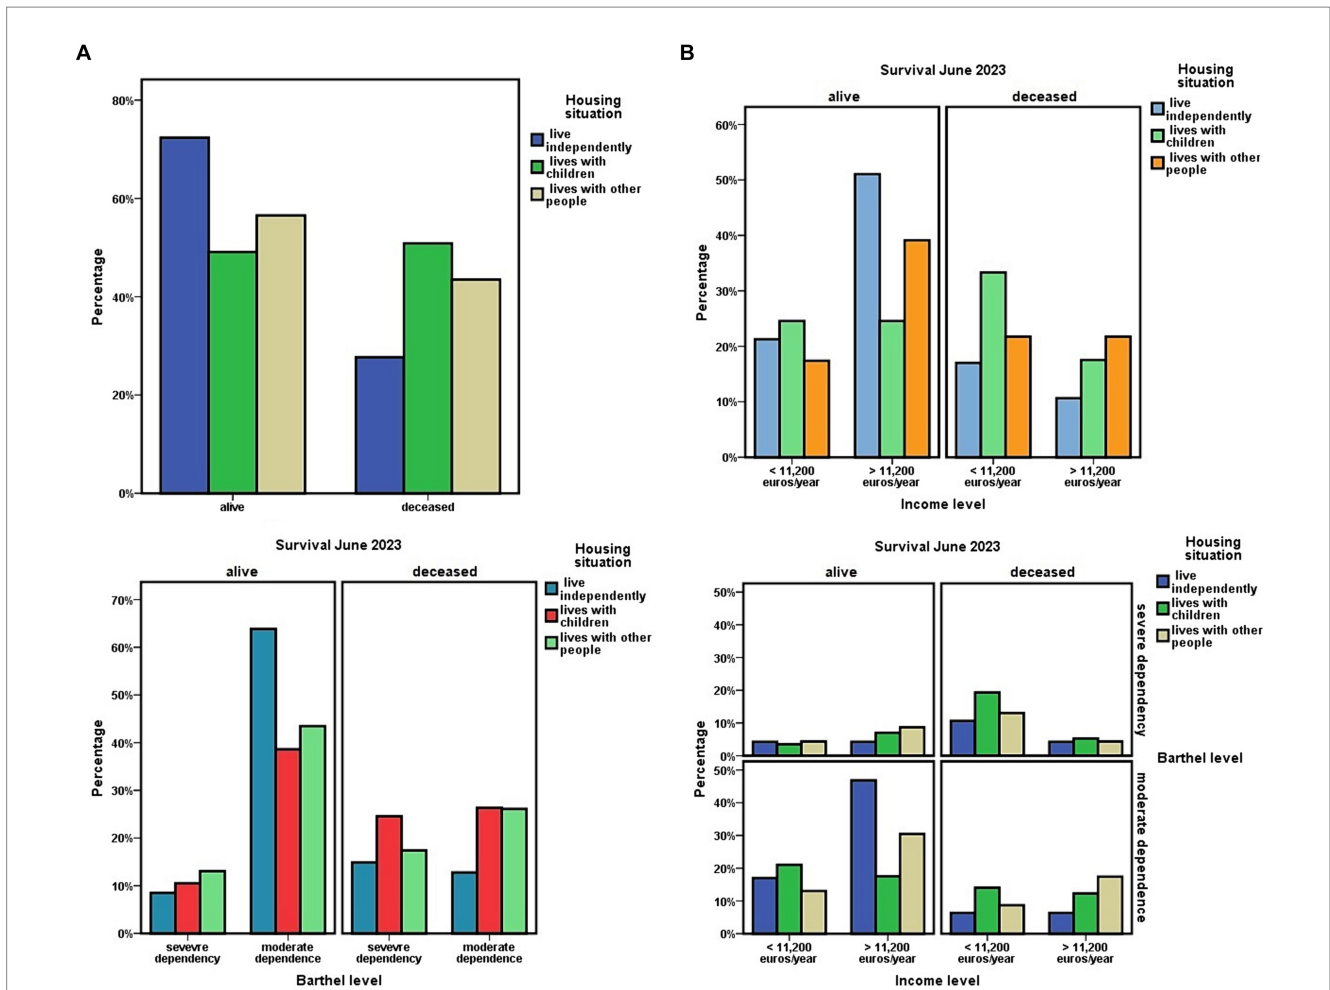 A
80%
60%
40%
20%
0%
Percentage
alive
deceased
Housing
situation
live
independently
lives with
children
lives with other
people
B
Survival June 2023
alive
deceased
60%
50%
40%
30%
20%
10%
0%
Percentage
< 11,200
euros/year
> 11,200
euros/year
< 11,200
euros/year
> 11,200
euros/year
Income level
Housing
situation
live
independently
lives with
children
lives with other
people
Survival June 2023
alive
deceased
70%
60%
50%
40%
30%
20%
10%
0%
Percentage
sevevre
dependency
moderate
dependence
sevevre
dependency
moderate
dependence
Barthel level
Housing
situation
live
independently
lives with
children
lives with other
people
Survival June 2023
alive
deceased
50%
40%
30%
20%
10%
0%
50%
40%
30%
20%
10%
0%
Percentage
severe dependency
moderate dependence
Barthel level
< 11,200
euros/year
> 11,200
euros/year
< 11,200
euros/year
> 11,200
euros/year
Income level
Housing
situation
live
independently
lives with
children
lives with other
people